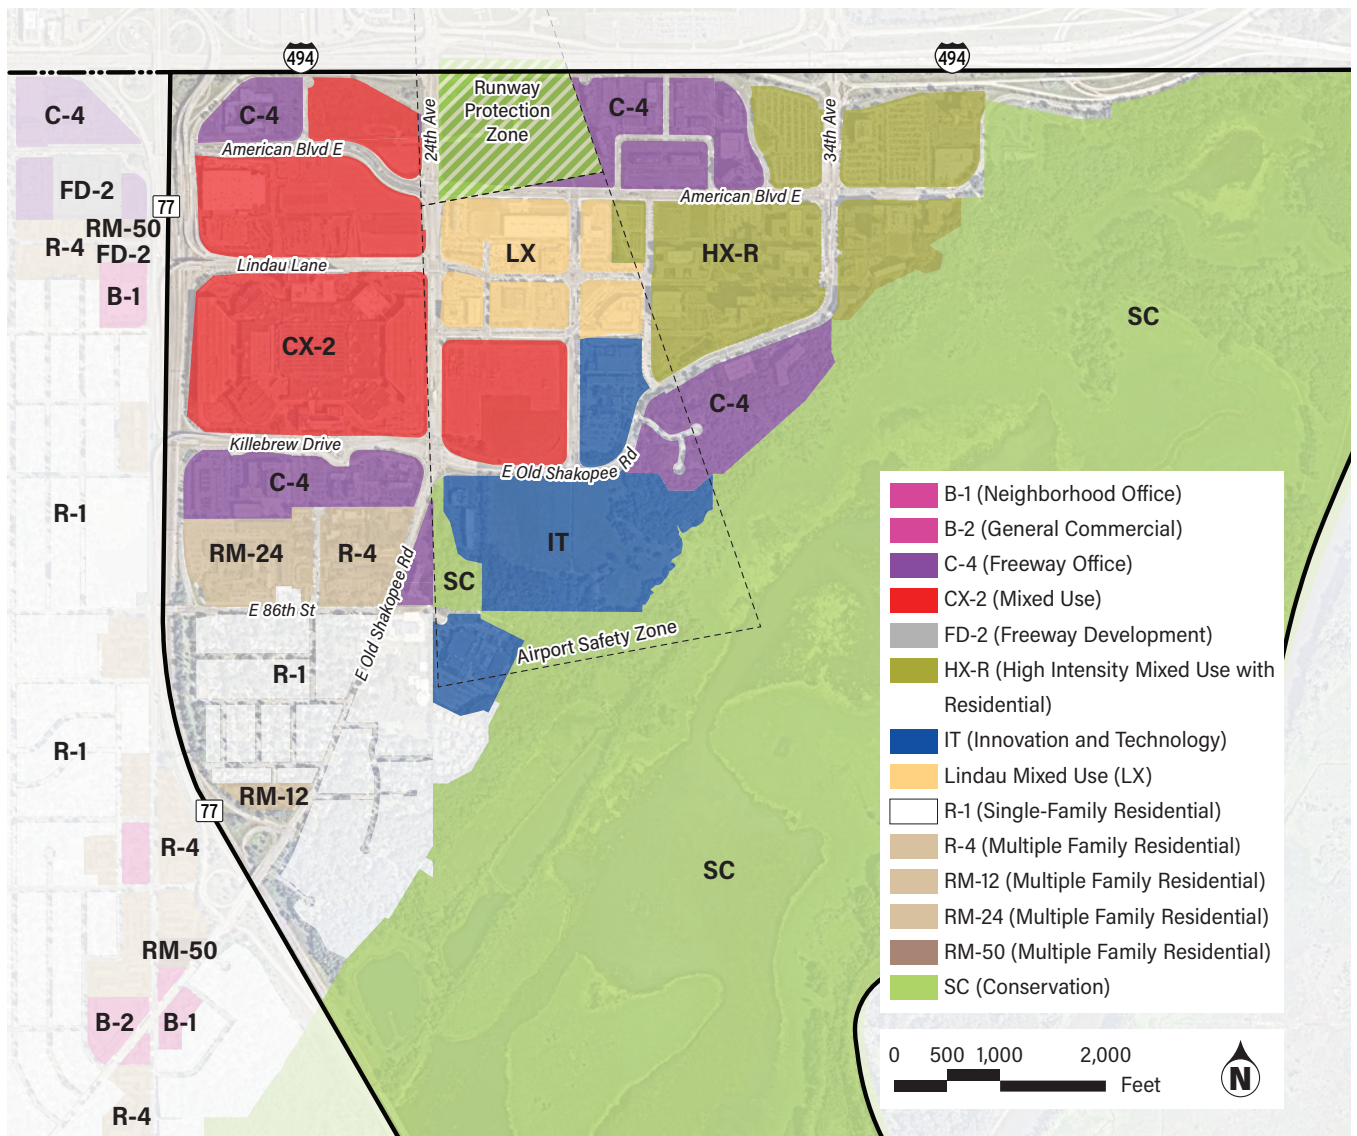 494
494
Runway
Protection
Zone
C-4
C-4
C-4
24th Ave
34th Ave
American Blvd E
American Blvd E
FD-2
77
RM-50
R-4
FD-2
B-1
Lindau Lane
LX
HX-R
SC
CX-2
C-4
Killebrew Drive
E Old Shakopee Rd
C-4
R-1
RM-24
R-4
IT
SC
E 86th St
E Old Shakopee Rd
Airport Safety Zone
R-1
R-1
RM-12
77
R-4
SC
RM-50
B-2
B-1
R-4
B-1 (Neighborhood Office)
B-2 (General Commercial)
C-4 (Freeway Office)
CX-2 (Mixed Use)
FD-2 (Freeway Development)
HX-R (High Intensity Mixed Use with
Residential)
IT (Innovation and Technology)
Lindau Mixed Use (LX)
R-1 (Single-Family Residential)
R-4 (Multiple Family Residential)
RM-12 (Multiple Family Residential)
RM-24 (Multiple Family Residential)
RM-50 (Multiple Family Residential)
SC (Conservation)
0 500 1,000 2,000
Feet
N